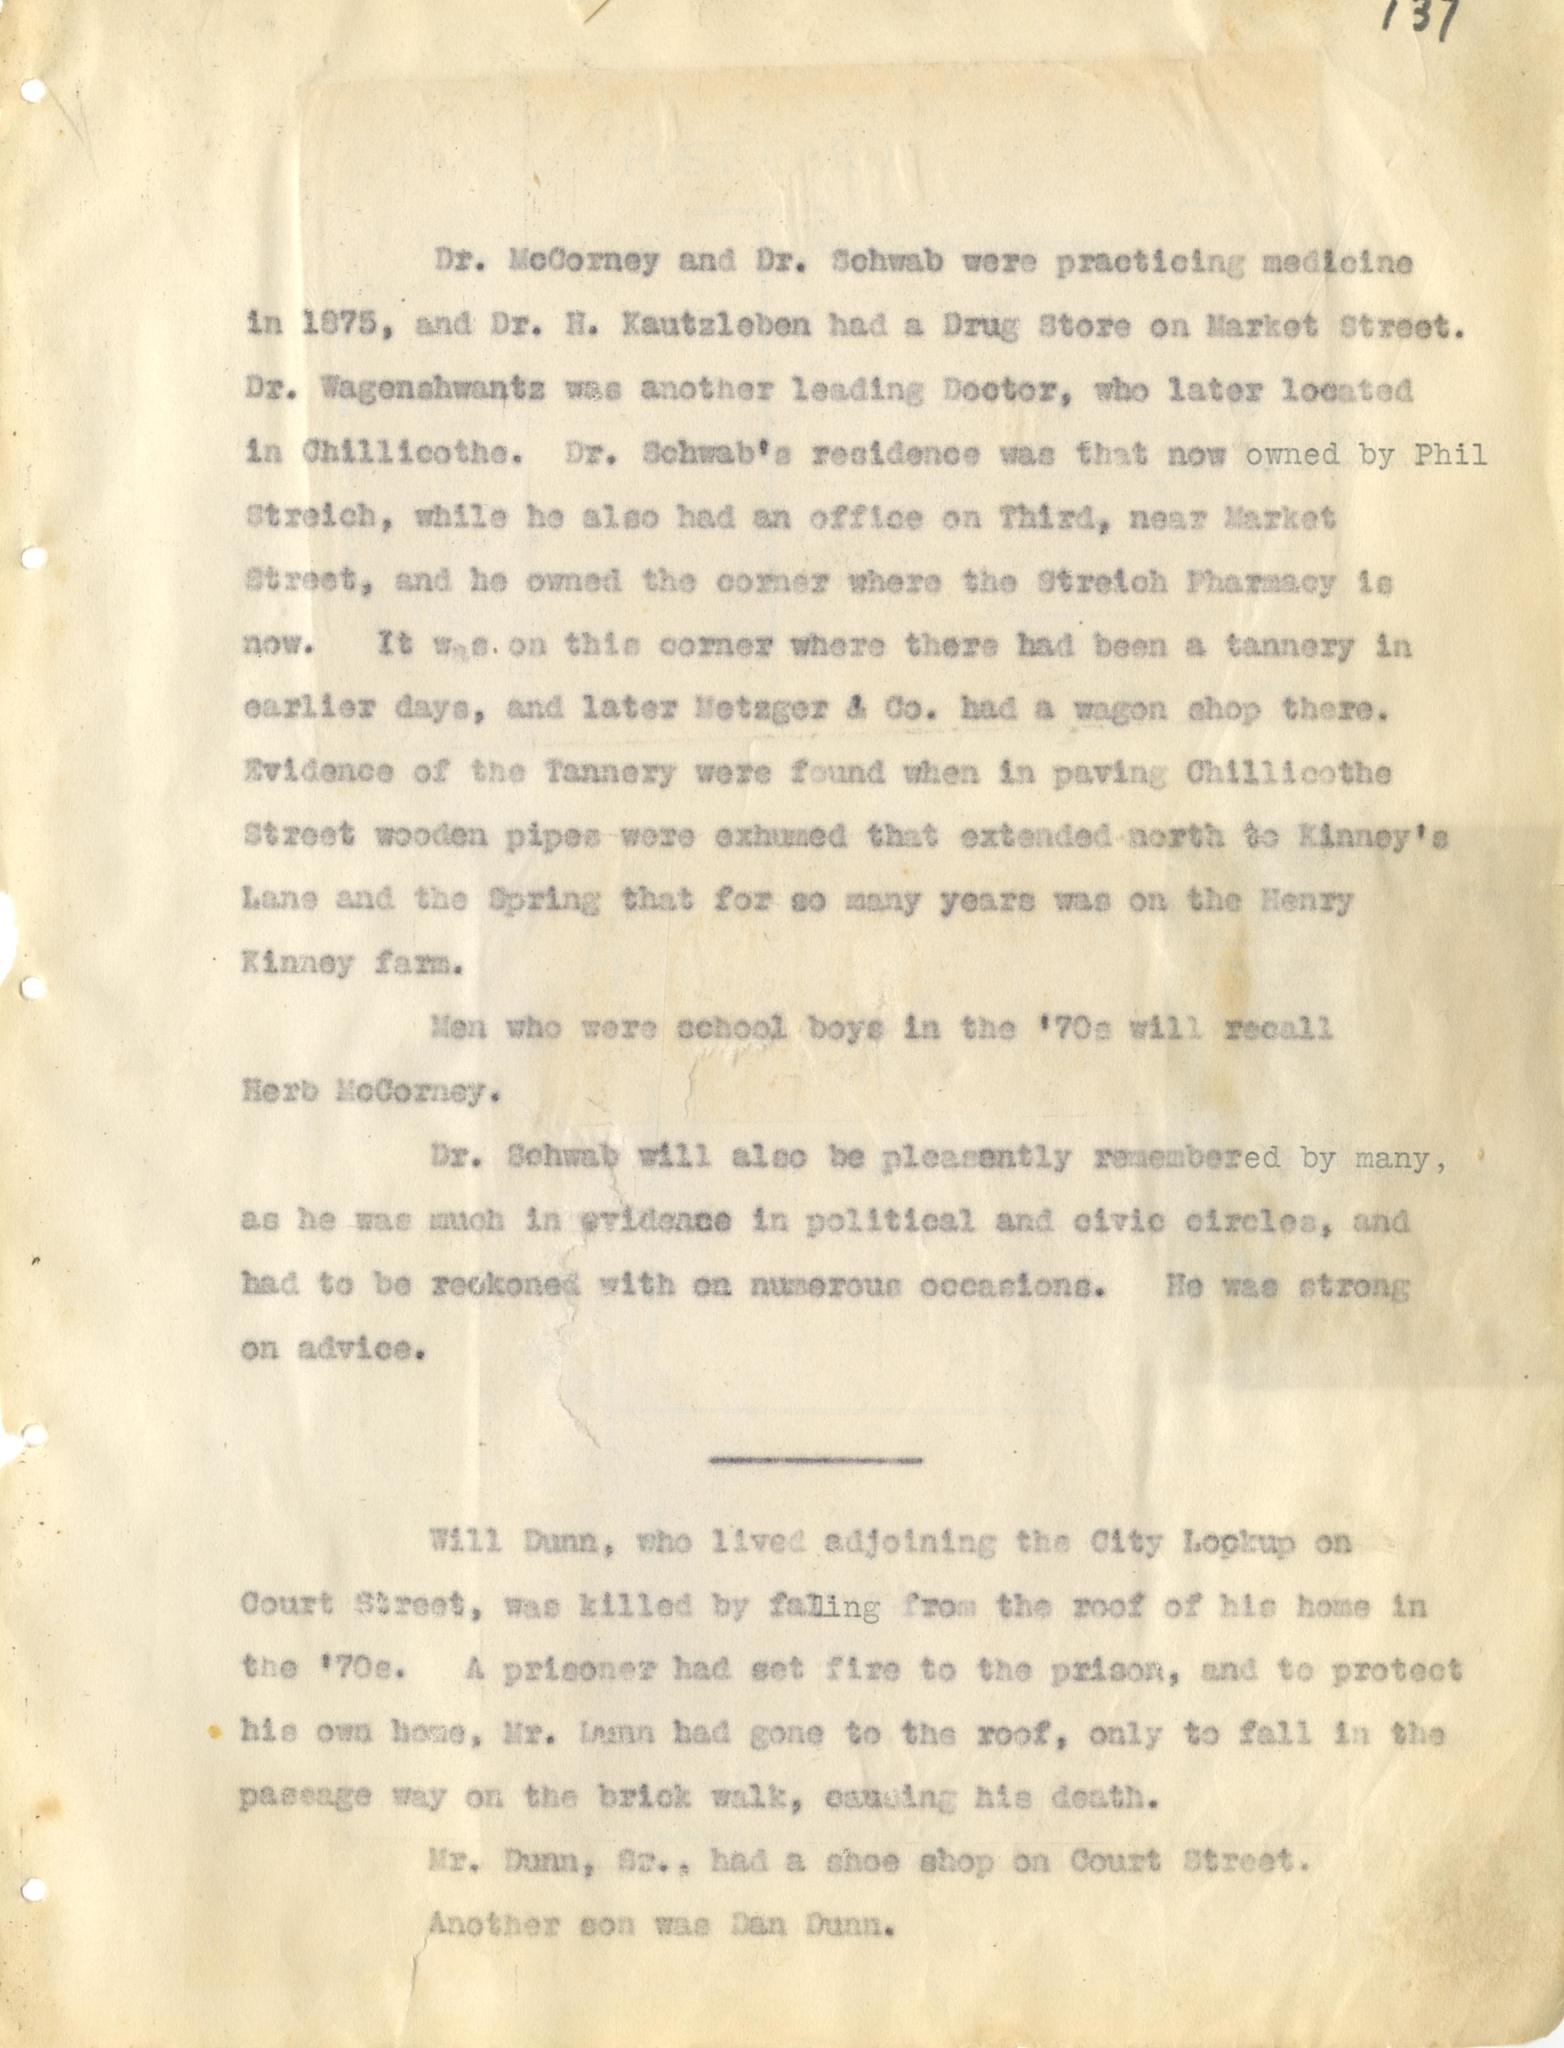 137
Dr. McCorney and Dr. Schwab were practicing medicine
in 1875, and Dr. H. Kautzleben had a Drug Store on Market Street.
Dr. Wagenshwantz was another leading Doctor, who later located
in Chillicothe. Dr. Schwab's residence was that now owned by Phil
Streich, while he also had an office on Third, near Market
Street, and he owned the corner where the Streich Pharmacy is
now. It was on this corner where there had been a tannery in
earlier days, and later Metzger & Co. had a wagon shop there.
Evidence of the Tannery were found when in paving Chillicothe
Street wooden pipes were exhumed that extended north to Kinney's
Lane and the Spring that for so many years was on the Henry
Kinney farm.
Men who were school boys in the '70s will recall
Herb McCorney.
Dr. Schwab will also be pleasantly remembered by many,
as he was much in evidence in political and civic circles, and
had to be reckoned with on numerous occasions. He was strong
on advice.
Will Dunn, who lived adjoining the City Lockup on
Court Street, was killed by falling from the roof of his home in
the '70s. A prisoner had set fire to the prison, and to protect
his own home, Mr. Dunn had gone to the roof, only to fall in the
passage way on the brick walk, causing his death.
Mr. Dunn, Sr., had a shoe shop on Court Street.
Another son was Dan Dunn.